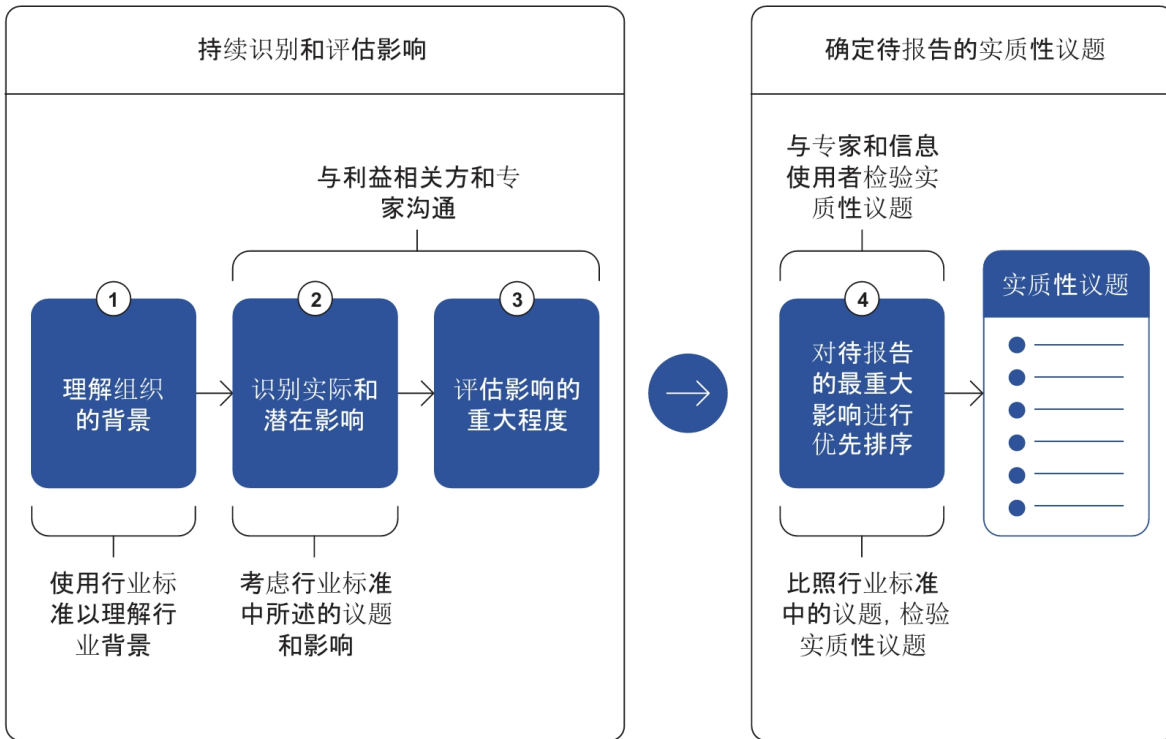 持续识别和评估影响
与利益相关方和专
家沟通
1
理解组织
的背景
2
识别实际和
潜在影响
3
评估影响的
重大程度
使用行业标
准以理解行
业背景
考虑行业标准
中所述的议题
和影响
确定待报告的实质性议题
与专家和信息
使用者检验实
质性议题
4
对待报告
的最重大
影响进行
优先排序
实质性议题
比照行业标准
中的议题, 检验
实质性议题